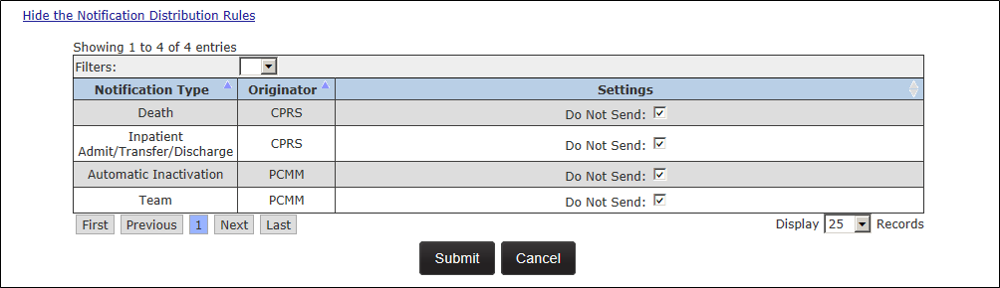 Hide the Notification Distribution Rules
Showing 1 to 4 of 4 entries
Filters:
Notification Type Originator Settings
Death CPRS Do Not Send:
Inpatient
Admit/Transfer/Discharge CPRS Do Not Send:
Automatic Inactivation PCMM Do Not Send:
Team PCMM Do Not Send:
First Previous 1 Next Last Display 25 Records
Submit Cancel